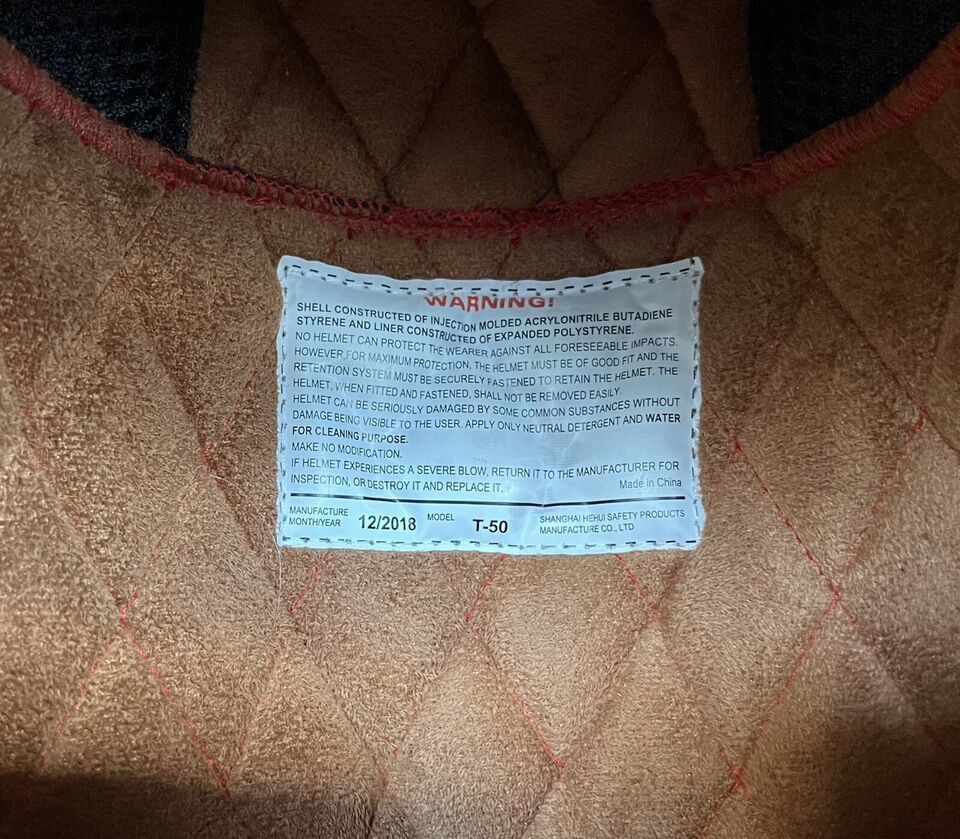 WARNING!
SHELL CONSTRUCTED OF INJECTION MOLDED ACRYLONITRILE BUTADIENE
STYRENE AND LINER CONSTRUCTED OF EXPANDED POLYSTYRENE.
NO HELMET CAN PROTECT THE WEARER AGAINST ALL FORESEEABLE IMPACTS.
HOWEVER,FOR MAXIMUM PROTECTION, THE HELMET MUST BE OF GOOD FIT AND THE
RETENTION SYSTEM MUST BE SECURELY FASTENED TO RETAIN THE HELMET. THE
HELMET, WHEN FITTED AND FASTENED, SHALL NOT BE REMOVED EASILY.
HELMET CAN BE SERIOUSLY DAMAGED BY SOME COMMON SUBSTANCES WITHOUT
DAMAGE BEING VISIBLE TO THE USER. APPLY ONLY NEUTRAL DETERGENT AND WATER
FOR CLEANING PURPOSE.
MAKE NO MODIFICATION.
IF HELMET EXPERIENCES A SEVERE BLOW, RETURN IT TO THE MANUFACTURER FOR
INSPECTION, OR DESTROY IT AND REPLACE IT. Made in China
MANUFACTURE
MONTH/YEAR 12/2018 MODEL T-50 SHANGHAI HEHUI SAFETY PRODUCTS
MANUFACTURE CO., LTD